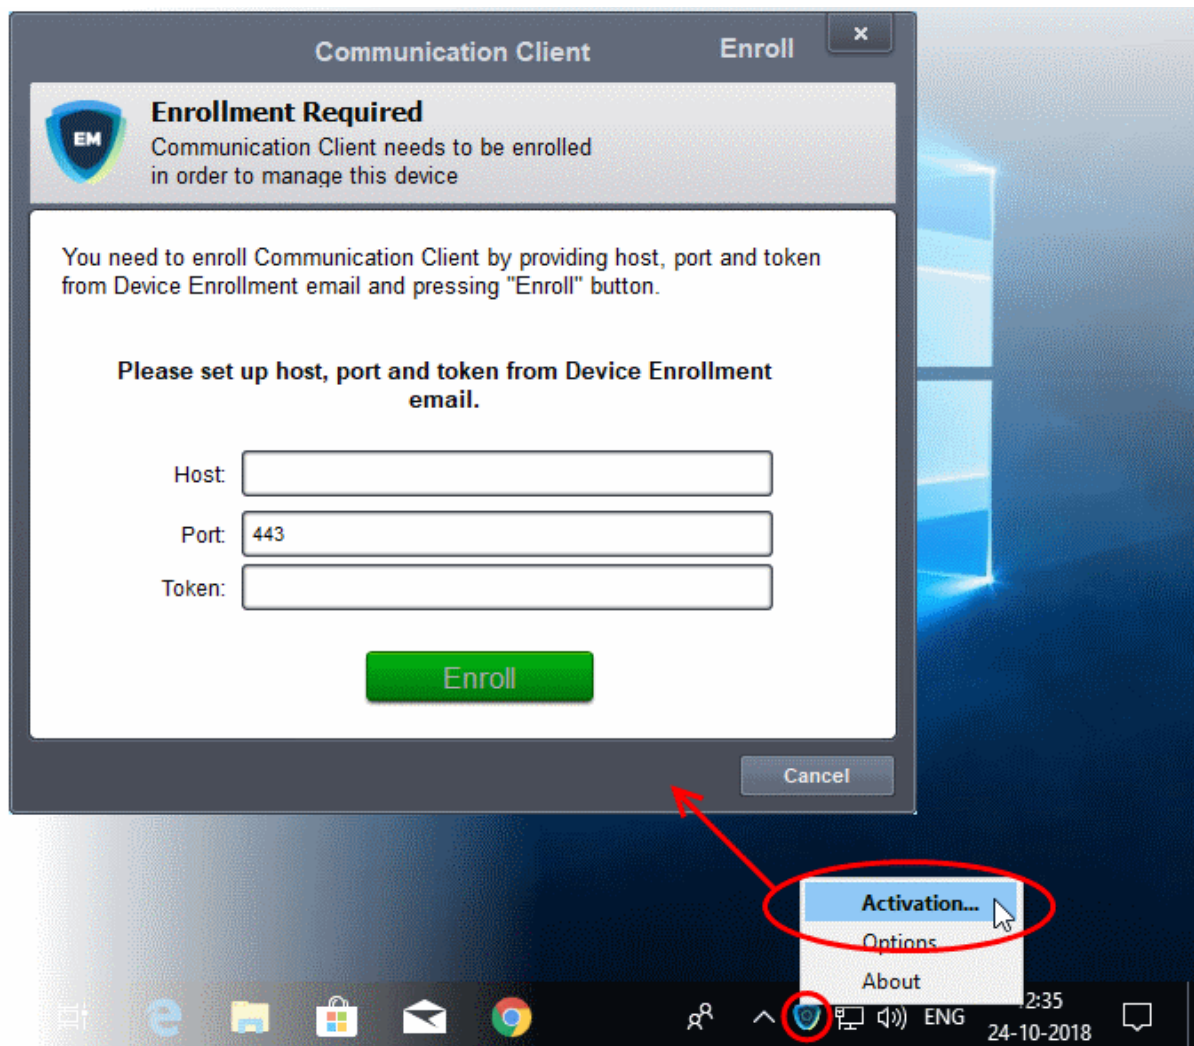 Communication Client
Enroll
EM
Enrollment Required
Communication Client needs to be enrolled
in order to manage this device
You need to enroll Communication Client by providing host, port and token
from Device Enrollment email and pressing "Enroll" button.
Please set up host, port and token from Device Enrollment
email.
Host:
Port: 443
Token:
Enroll
Cancel
Activation...
Options
About
ENG
2:35
24-10-2018